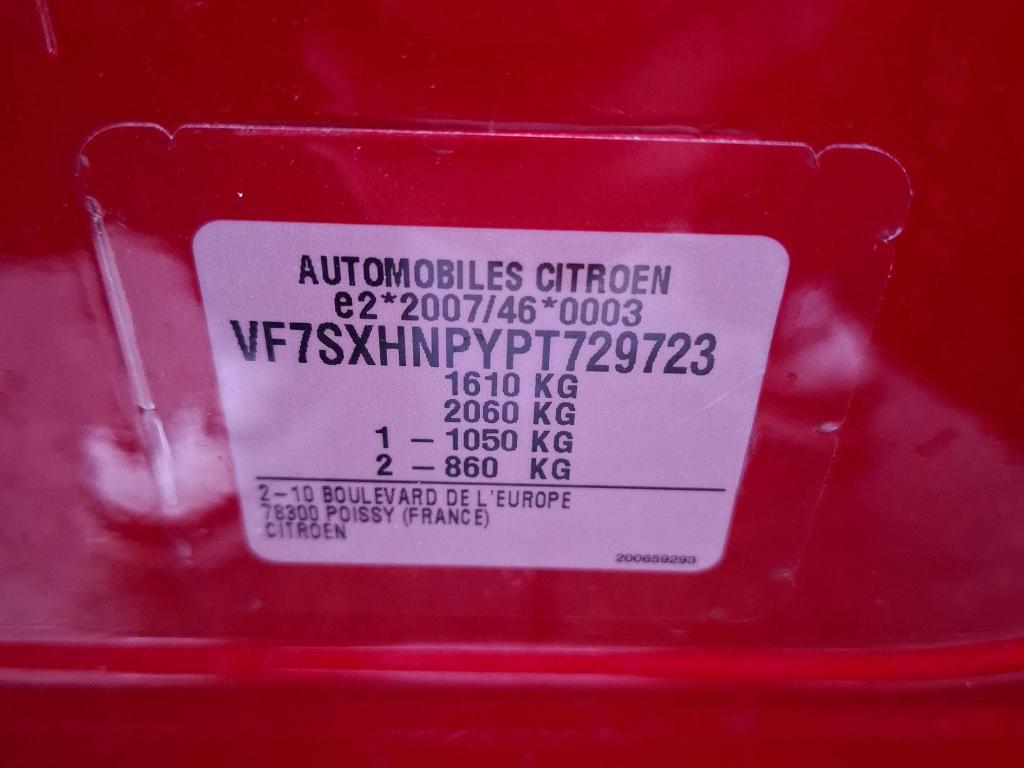 AUTOMOBILES CITROEN
e2*2007/46*0003
VF7SXHNPYPT729723
1610 KG
2060 KG
1 – 1050 KG
2 – 860 KG
2–10 BOULEVARD DE L'EUROPE
78300 POISSY (FRANCE)
CITROEN
200659293